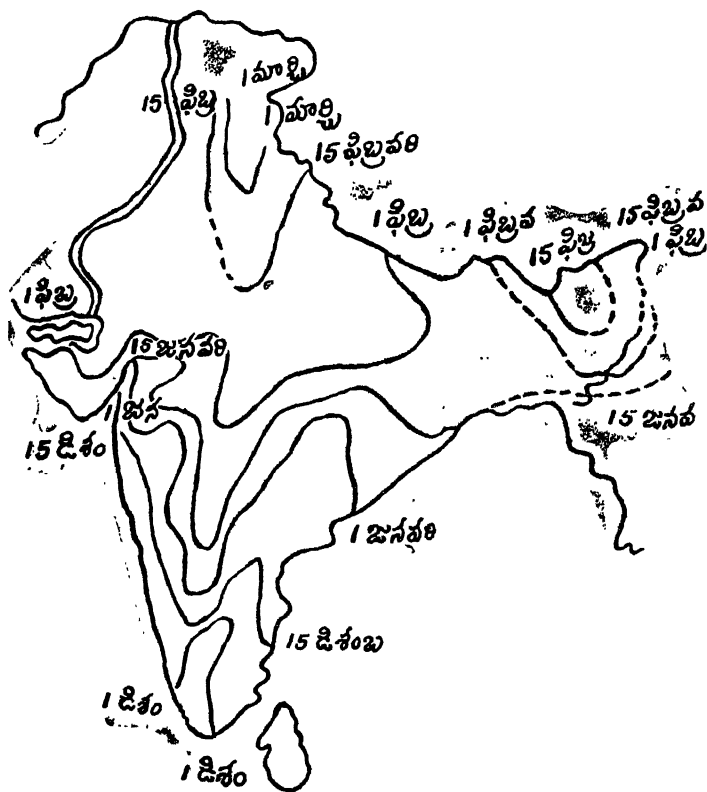 1 మార్చి
15 ఫిబ్ర
1 మార్చి
15 ఫిబ్రవరి
1 ఫిబ్ర
1 ఫిబ్రవ
15 ఫిబ్ర
15 ఫిబ్రవ
1 ఫిబ్ర
1 ఫిబ్ర
15 జనవరి
1 జన
15 డిశం
15 జనవ
1 జనవరి
15 డిశెంబ
1 డిశం
1 డిశం